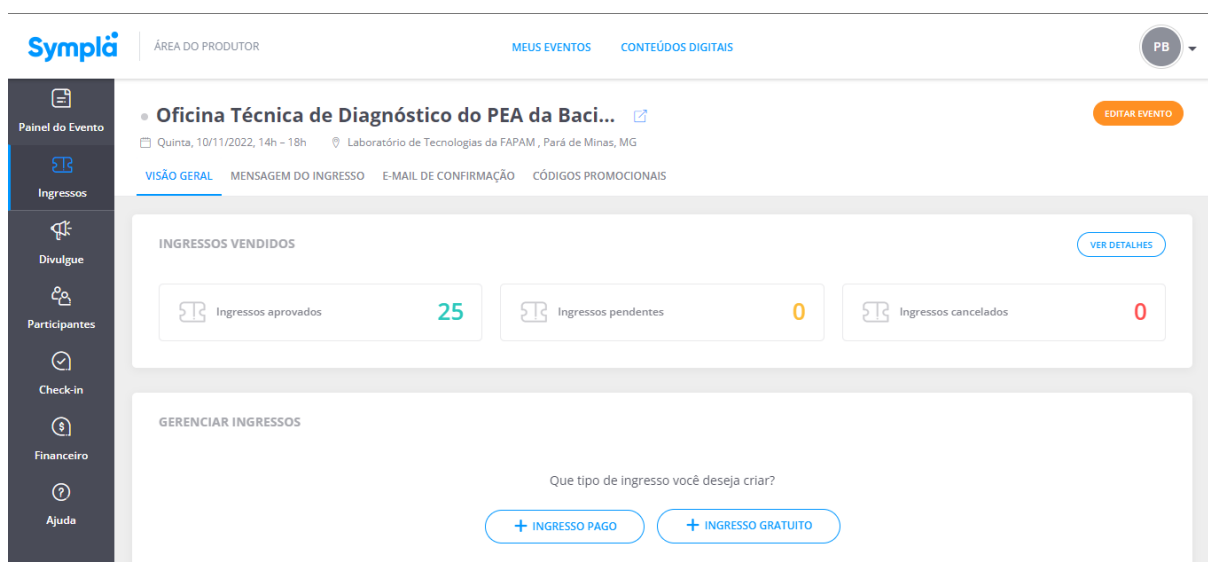 Symplä
ÁREA DO PRODUTOR
MEUS EVENTOS
CONTEÚDOS DIGITAIS
PB
Painel do Evento
Ingressos
Divulgue
Participantes
Check-in
Financeiro
Ajuda
Oficina Técnica de Diagnóstico do PEA da Baci...
EDITAR EVENTO
Quinta, 10/11/2022, 14h – 18h
Laboratório de Tecnologias da FAPAM , Pará de Minas, MG
VISÃO GERAL
MENSAGEM DO INGRESSO
E-MAIL DE CONFIRMAÇÃO
CÓDIGOS PROMOCIONAIS
INGRESSOS VENDIDOS
VER DETALHES
Ingressos aprovados
25
Ingressos pendentes
0
Ingressos cancelados
0
GERENCIAR INGRESSOS
Que tipo de ingresso você deseja criar?
+ INGRESSO PAGO
+ INGRESSO GRATUITO